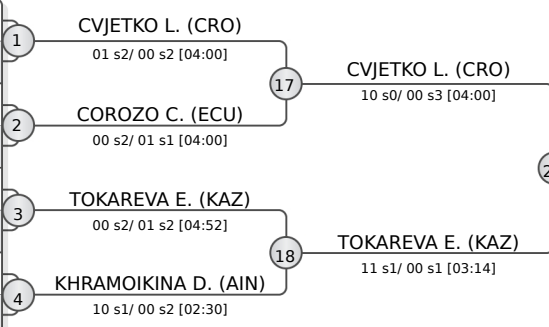 CVJETKO L. (CRO)
1
01 s2/ 00 s2 [04:00]
CVJETKO L. (CRO)
17
10 s0/ 00 s3 [04:00]
COROZO C. (ECU)
2
00 s2/ 01 s1 [04:00]
TOKAREVA E. (KAZ)
3
00 s2/ 01 s2 [04:52]
TOKAREVA E. (KAZ)
18
11 s1/ 00 s1 [03:14]
KHRAMOIKINA D. (AIN)
4
10 s1/ 00 s2 [02:30]